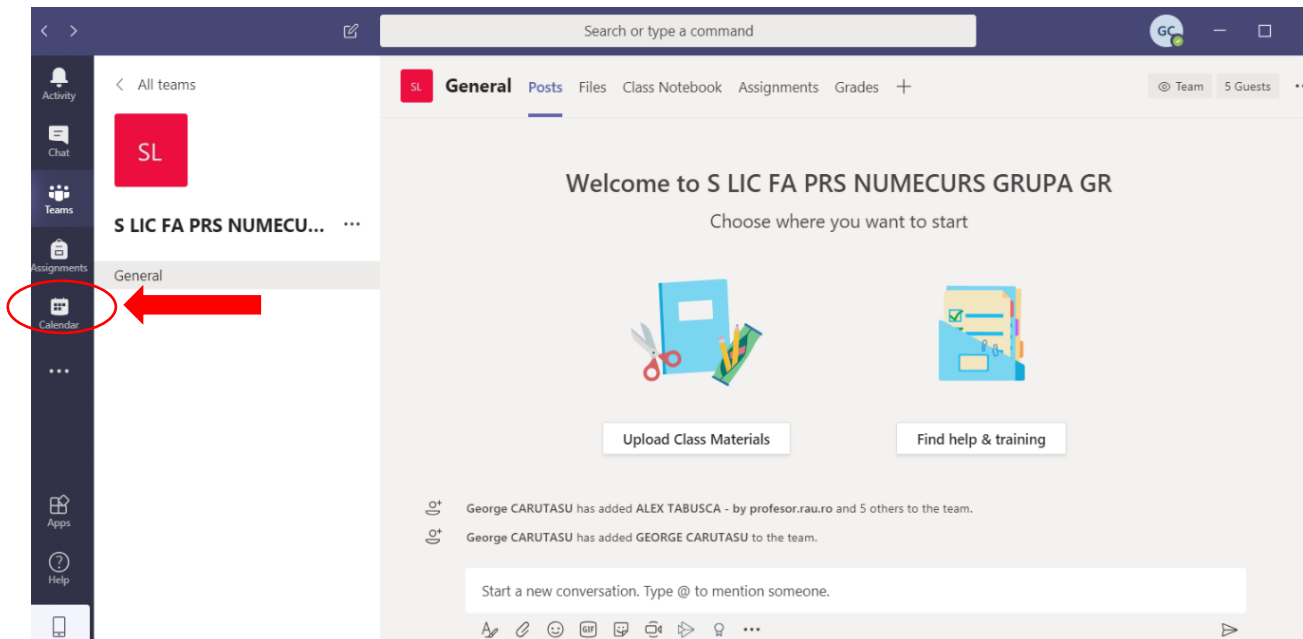 Search or type a command
GC
Activity
Chat
Teams
Assignments
Calendar
Apps
Help
All teams
SL
S LIC FA PRS NUMECU...
General
SL General Posts Files Class Notebook Assignments Grades
Team 5 Guests
Welcome to S LIC FA PRS NUMECURS GRUPA GR
Choose where you want to start
Upload Class Materials
Find help & training
George CARUTASU has added ALEX TABUSCA - by profesor.rau.ro and 5 others to the team.
George CARUTASU has added GEORGE CARUTASU to the team.
Start a new conversation. Type @ to mention someone.
GIF